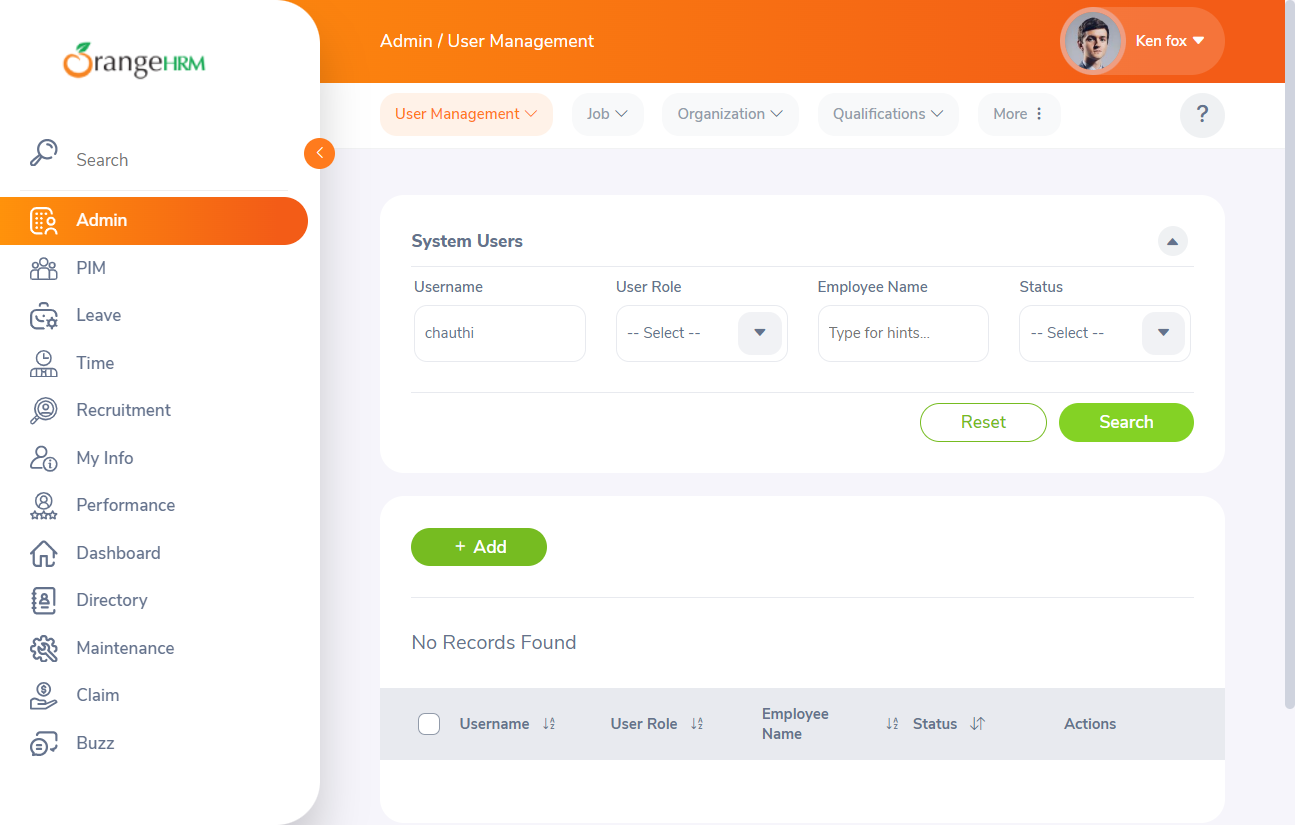 OrangeHRM
Admin / User Management
Ken fox
User Management
Job
Organization
Qualifications
More
?
Search
Admin
PIM
Leave
Time
Recruitment
My Info
Performance
Dashboard
Directory
Maintenance
Claim
Buzz
System Users
Username
User Role
Employee Name
Status
chauthi
-- Select --
Type for hints...
-- Select --
Reset
Search
+ Add
No Records Found
Username
User Role
Employee
Name
Status
Actions